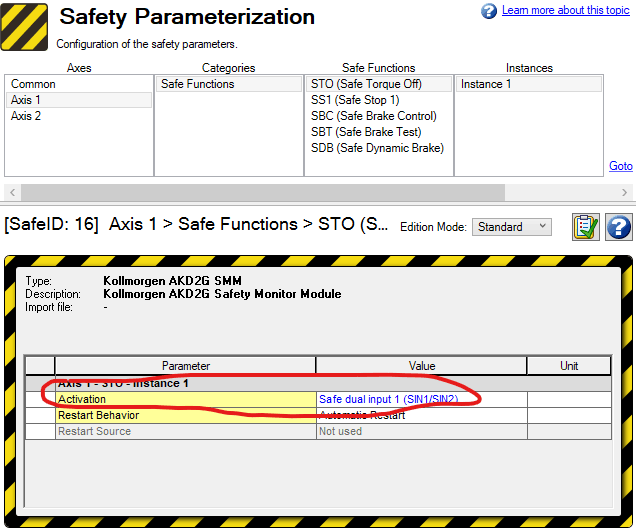 Safety Parameterization
Learn more about this topic
Configuration of the safety parameters.
Axes Categories Safe Functions Instances
Common Safe Functions STO (Safe Torque Off) Instance 1
Axis 1 SS1 (Safe Stop 1)
Axis 2 SBC (Safe Brake Control)
SBT (Safe Brake Test)
SDB (Safe Dynamic Brake)
Goto
[SafeID: 16] Axis 1 > Safe Functions > STO (S... Edition Mode: Standard
Type: Kollmorgen AKD2G SMM
Description: Kollmorgen AKD2G Safety Monitor Module
Import file: -
Parameter Value Unit
Axis 1 - STO - Instance 1
Activation Safe dual input 1 (SIN1/SIN2)
Restart Behavior Automatic Restart
Restart Source Not used